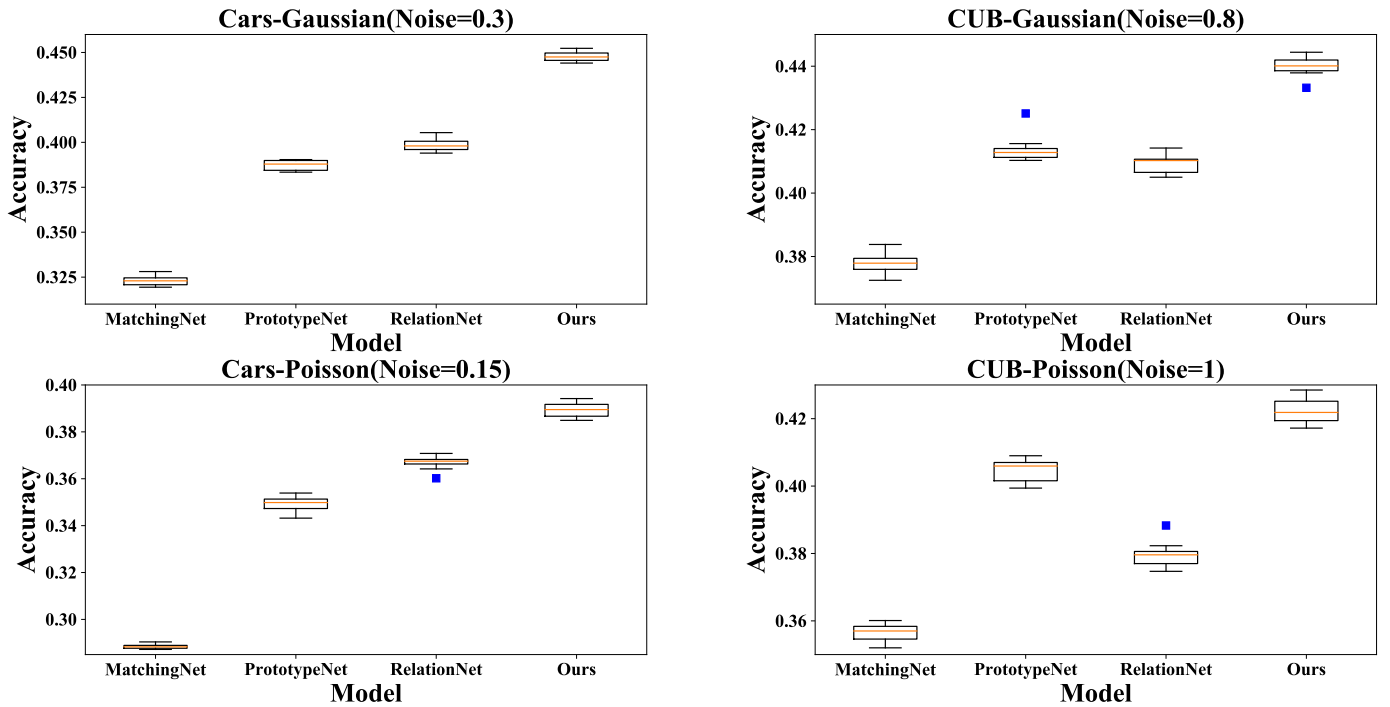 Cars-Gaussian(Noise=0.3)
Accuracy
0.450
0.425
0.400
0.375
0.350
0.325
MatchingNet PrototypeNet RelationNet Ours
Model
CUB-Gaussian(Noise=0.8)
Accuracy
0.44
0.42
0.40
0.38
MatchingNet PrototypeNet RelationNet Ours
Model
Cars-Poisson(Noise=0.15)
Accuracy
0.40
0.38
0.36
0.34
0.32
0.30
MatchingNet PrototypeNet RelationNet Ours
Model
CUB-Poisson(Noise=1)
Accuracy
0.42
0.40
0.38
0.36
MatchingNet PrototypeNet RelationNet Ours
Model